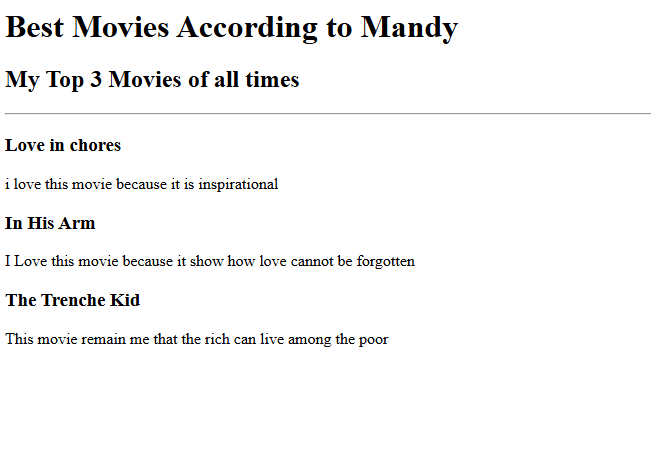 Best Movies According to Mandy
My Top 3 Movies of all times
Love in chores
i love this movie because it is inspirational
In His Arm
I Love this movie because it show how love cannot be forgotten
The Trenche Kid
This movie remain me that the rich can live among the poor